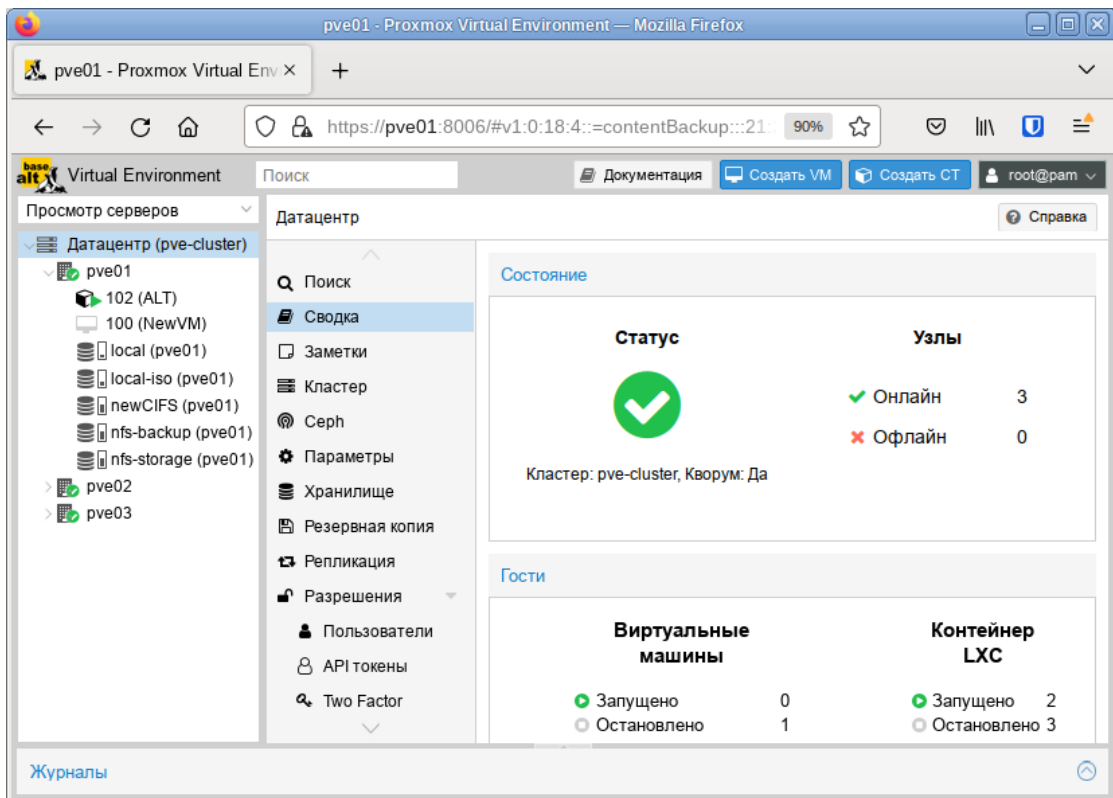 pve01 - Proxmox Virtual Environment — Mozilla Firefox
pve01 - Proxmox Virtual Envi
https://pve01:8006/#v1:0:18:4::=contentBackup:::21:
90%
base alt Virtual Environment
Поиск
Документация
Создать VM
Создать CT
root@pam
Просмотр серверов
Датацентр (pve-cluster)
pve01
102 (ALT)
100 (NewVM)
local (pve01)
local-iso (pve01)
newCIFS (pve01)
nfs-backup (pve01)
nfs-storage (pve01)
pve02
pve03
Датацентр
Справка
Поиск
Сводка
Заметки
Кластер
Ceph
Параметры
Хранилище
Резервная копия
Репликация
Разрешения
Пользователи
API токены
Two Factor
Состояние
Статус
Кластер: pve-cluster, Кворум: Да
Узлы
Онлайн 3
Офлайн 0
Гости
Виртуальные
машины
Запущено 0
Остановлено 1
Контейнер
LXC
Запущено 2
Остановлено 3
Журналы